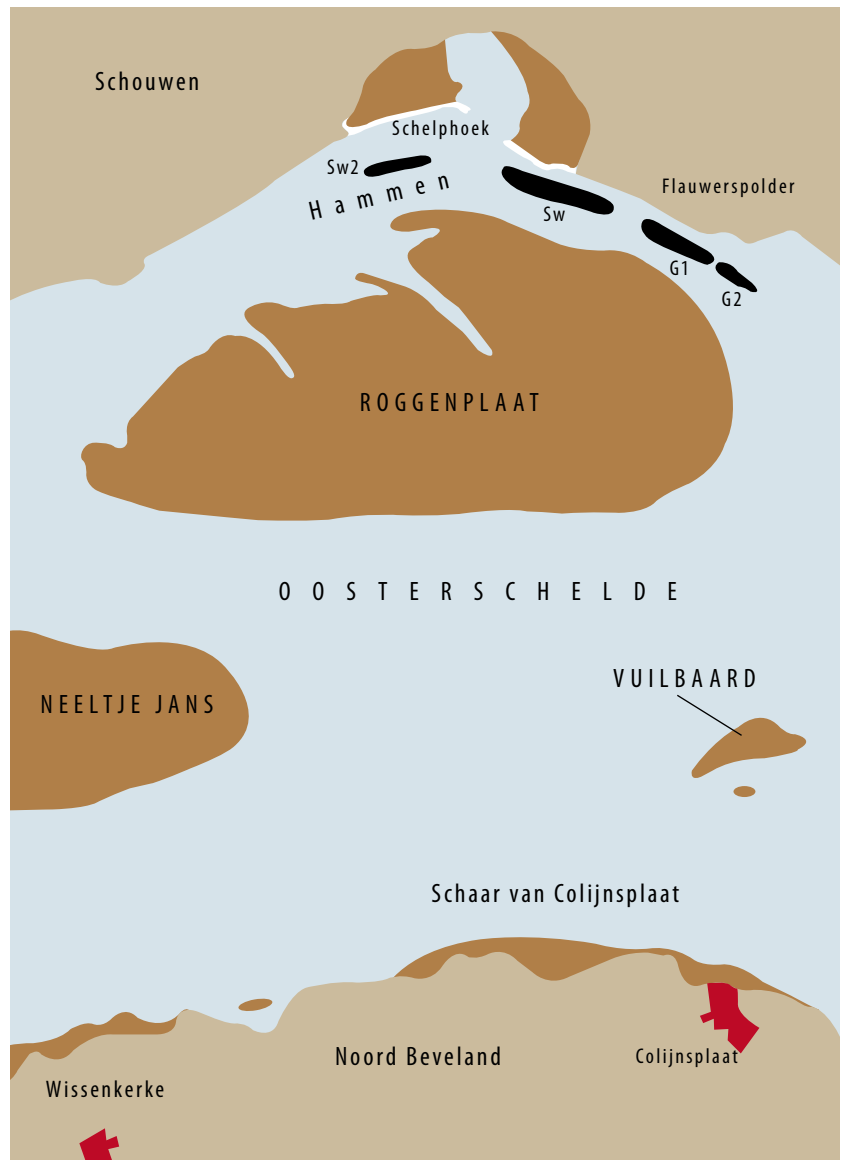 Schouwen
Schelphoek
Sw2
Hammen
Flauwerspolder
Sw
G1
G2
ROGGENPLAAT
OOSTERSCHELDE
VUILBAARD
NEELTJE JANS
Schaar van Colijnsplaat
Noord Beveland
Colijnsplaat
Wissenkerke